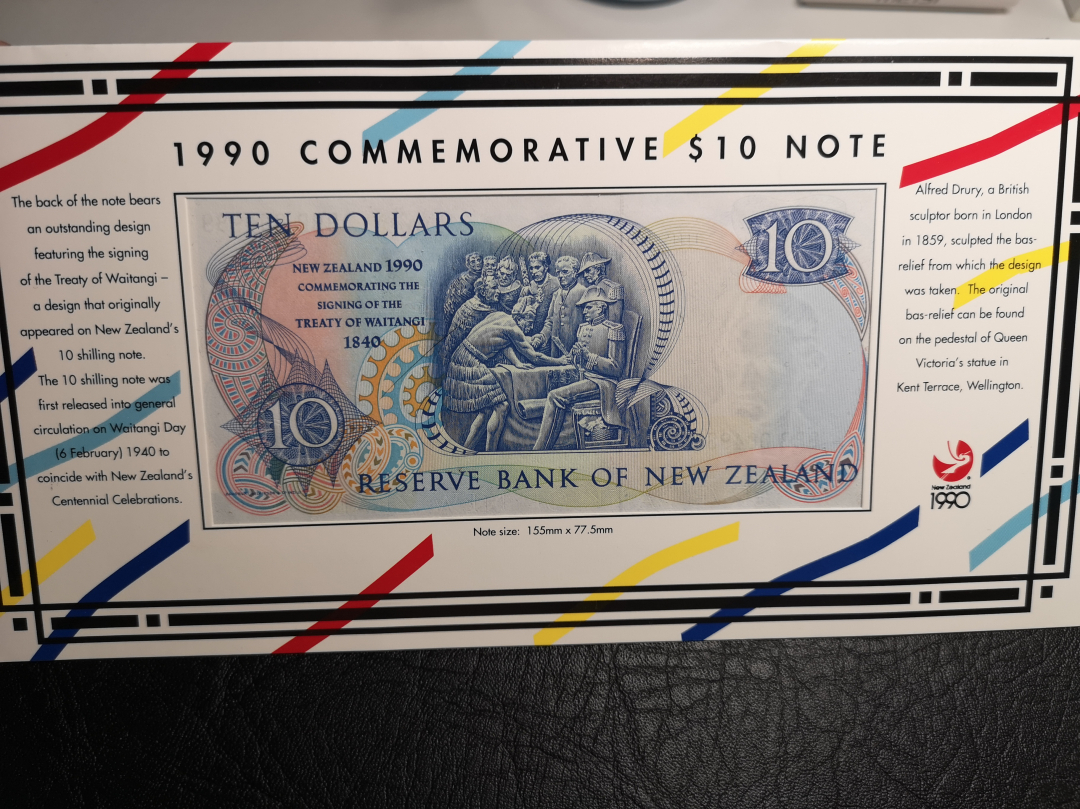 1990 COMMEMORATIVE $10 NOTE
The back of the note bears
an outstanding design
featuring the signing
of the Treaty of Waitangi –
a design that originally
appeared on New Zealand's
10 shilling note.
The 10 shilling note was
first released into general
circulation on Waitangi Day
(6 February) 1940 to
coincide with New Zealand's
Centennial Celebrations.
TEN DOLLARS
NEW ZEALAND 1990
COMMEMORATING THE
SIGNING OF THE
TREATY OF WAITANGI
1840
10
10
RESERVE BANK OF NEW ZEALAND
Note size: 155mm x 77.5mm
Alfred Drury, a British
sculptor born in London
in 1859, sculpted the bas-
relief from which the design
was taken. The original
bas-relief can be found
on the pedestal of Queen
Victoria's statue in
Kent Terrace, Wellington.
New Zealand
1990